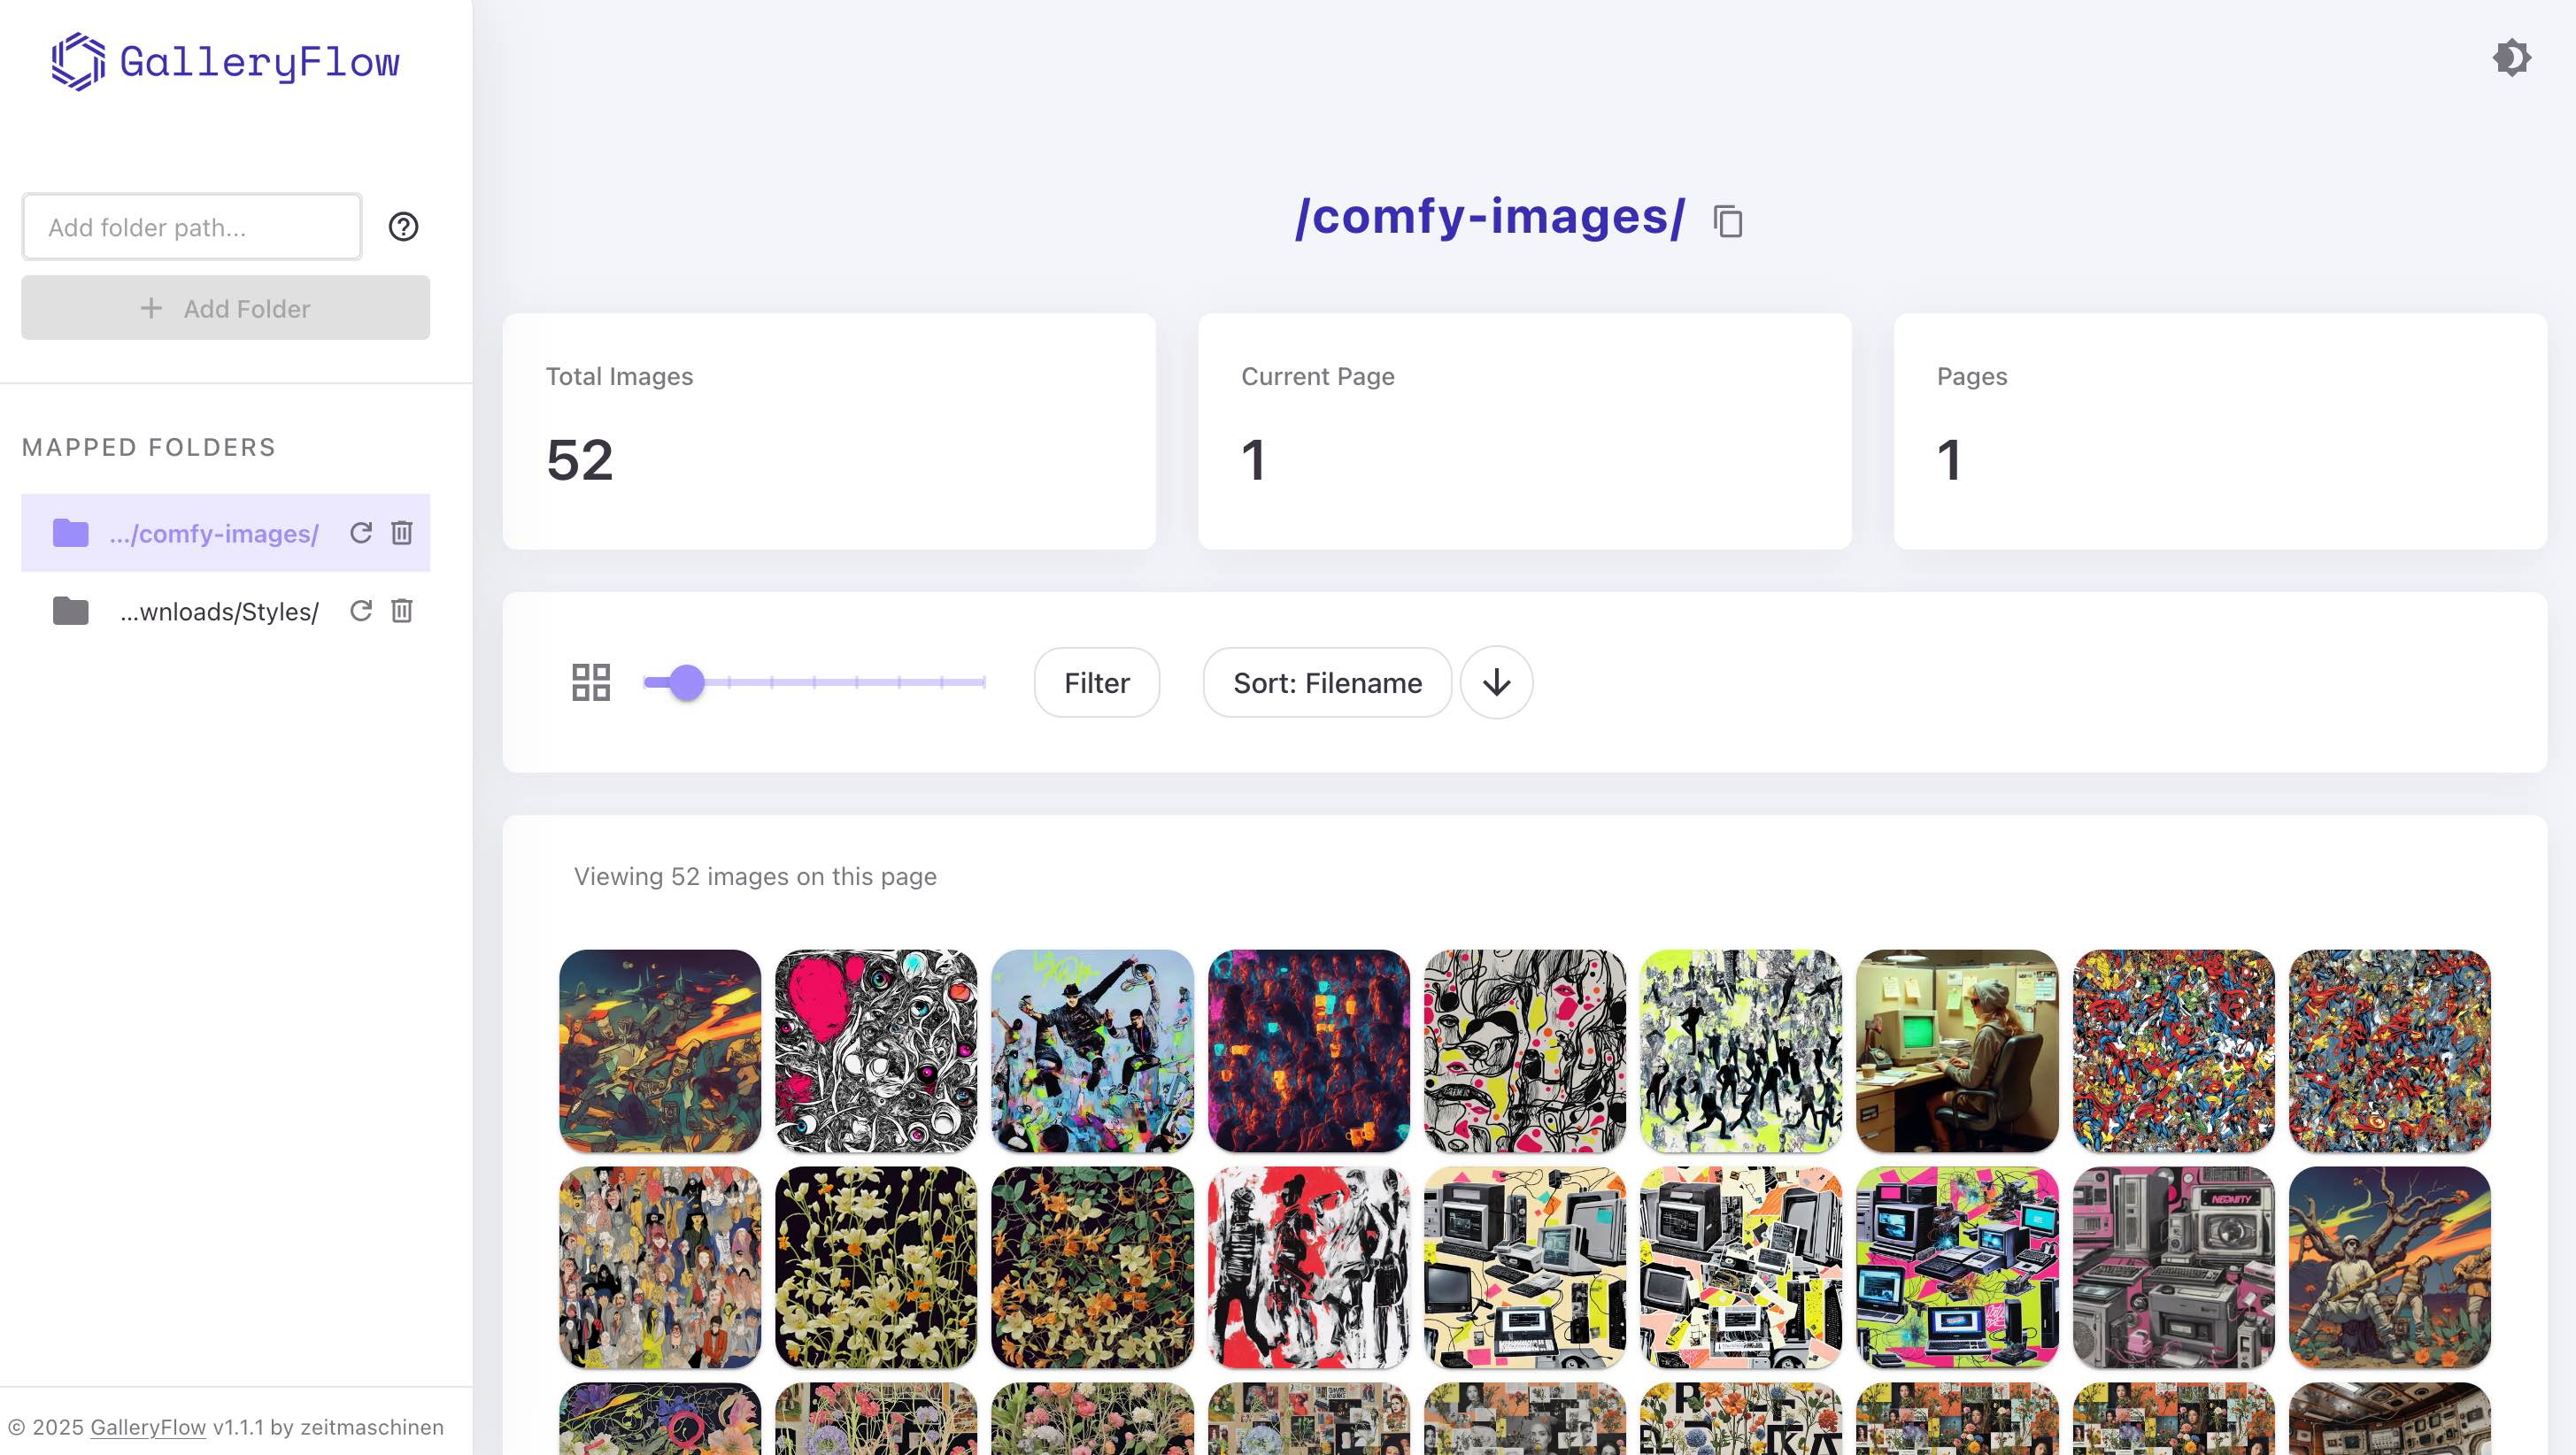 GalleryFlow
Add folder path...
Add Folder
MAPPED FOLDERS
.../comfy-images/
...wnloads/Styles/
© 2025 GalleryFlow v1.1.1 by zeitmaschinen
/comfy-images/
Total Images
52
Current Page
1
Pages
1
Filter
Sort: Filename
Viewing 52 images on this page